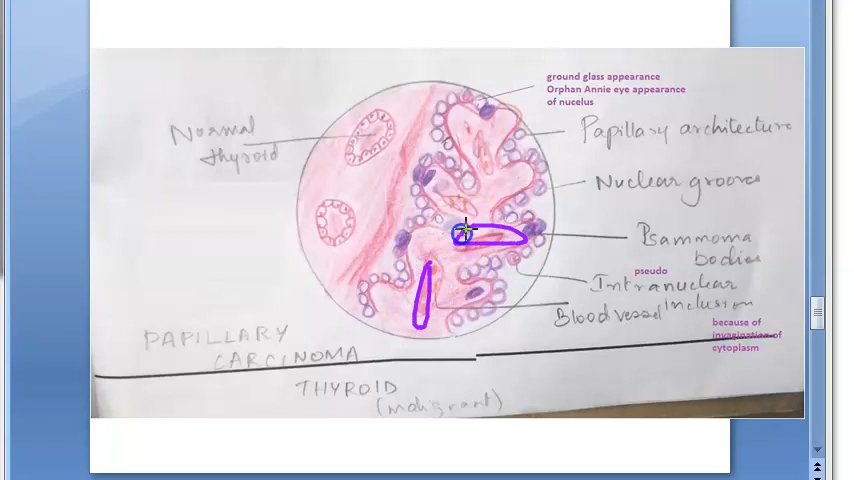 ground glass appearance
Orphan Annie eye appearance
of nucelus
Normal
thyroid
Papillary architecture
Nuclear grooves
Psammoma
bodies
pseudo
Intranuclear
inclusion
Blood vessel
because of
invagination of
cytoplasm
PAPILLARY
CARCINOMA
THYROID
(malignant)